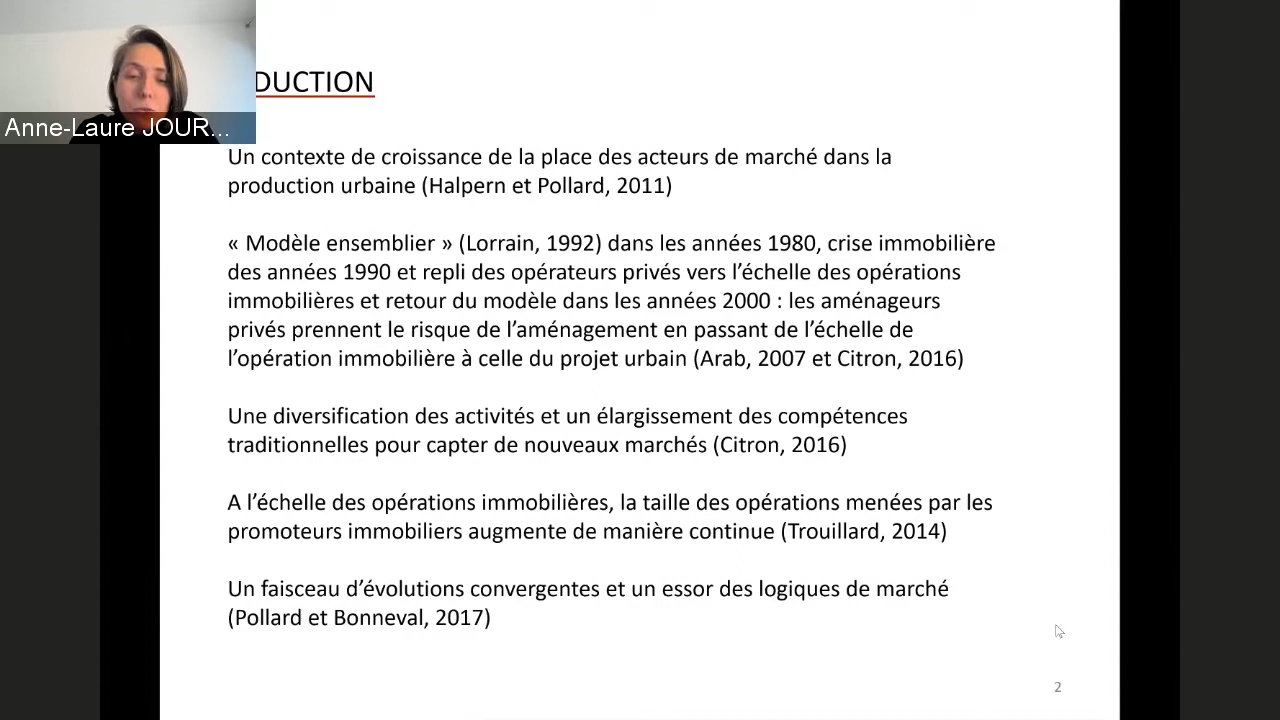 DUCTION
Anne-Laure JOUR...
Un contexte de croissance de la place des acteurs de marché dans la
production urbaine (Halpern et Pollard, 2011)
« Modèle ensemblier » (Lorrain, 1992) dans les années 1980, crise immobilière
des années 1990 et repli des opérateurs privés vers l’échelle des opérations
immobilières et retour du modèle dans les années 2000 : les aménageurs
privés prennent le risque de l’aménagement en passant de l’échelle de
l’opération immobilière à celle du projet urbain (Arab, 2007 et Citron, 2016)
Une diversification des activités et un élargissement des compétences
traditionnelles pour capter de nouveaux marchés (Citron, 2016)
A l’échelle des opérations immobilières, la taille des opérations menées par les
promoteurs immobiliers augmente de manière continue (Trouillard, 2014)
Un faisceau d’évolutions convergentes et un essor des logiques de marché
(Pollard et Bonneval, 2017)
2